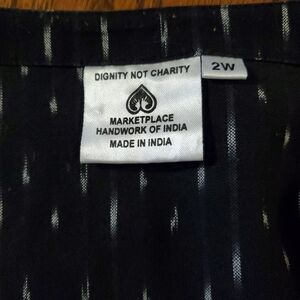 DIGNITY NOT CHARITY
2W
MARKETPLACE
HANDWORK OF INDIA
MADE IN INDIA